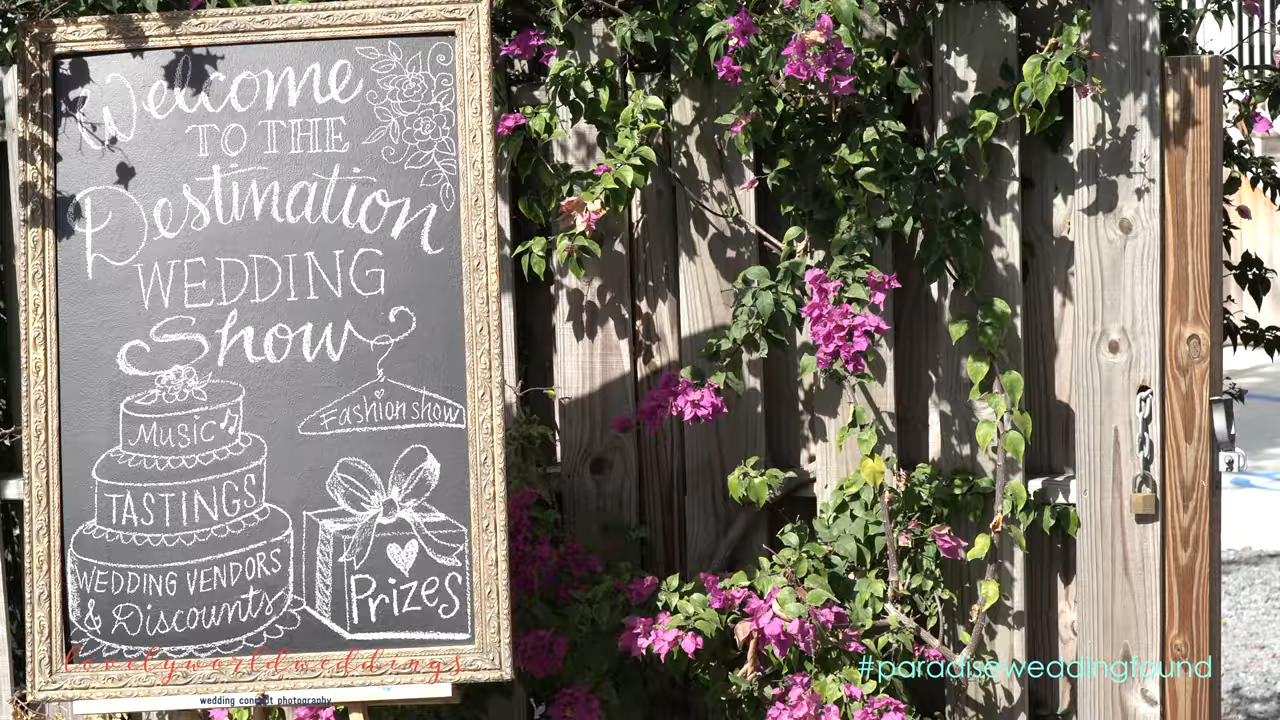 Welcome
TO THE
Destination
WEDDING
Show
Fashion show
MUSIC
TASTINGS
WEDDING VENDORS
& Discounts
Prizes
lovelyworldweddings
wedding concept photography
#paradiseweddingfound